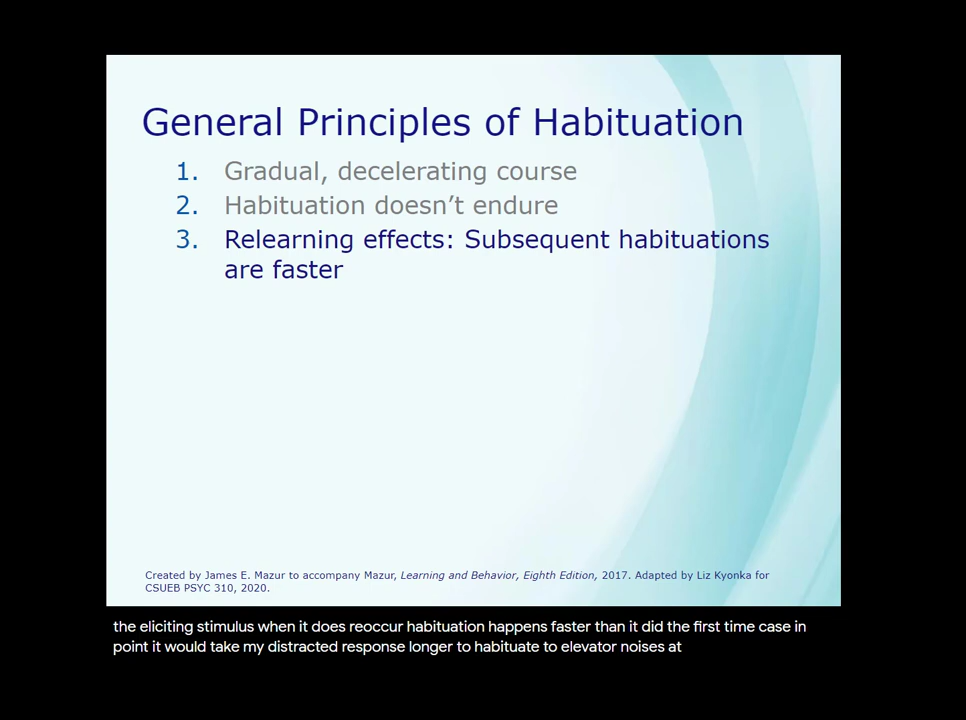 General Principles of Habituation
1. Gradual, decelerating course
2. Habituation doesn't endure
3. Relearning effects: Subsequent habituations
are faster
Created by James E. Mazur to accompany Mazur, Learning and Behavior, Eighth Edition, 2017. Adapted by Liz Kyonka for
CSUEB PSYC 310, 2020.
the eliciting stimulus when it does reoccur habituation happens faster than it did the first time case in
point it would take my distracted response longer to habituate to elevator noises at